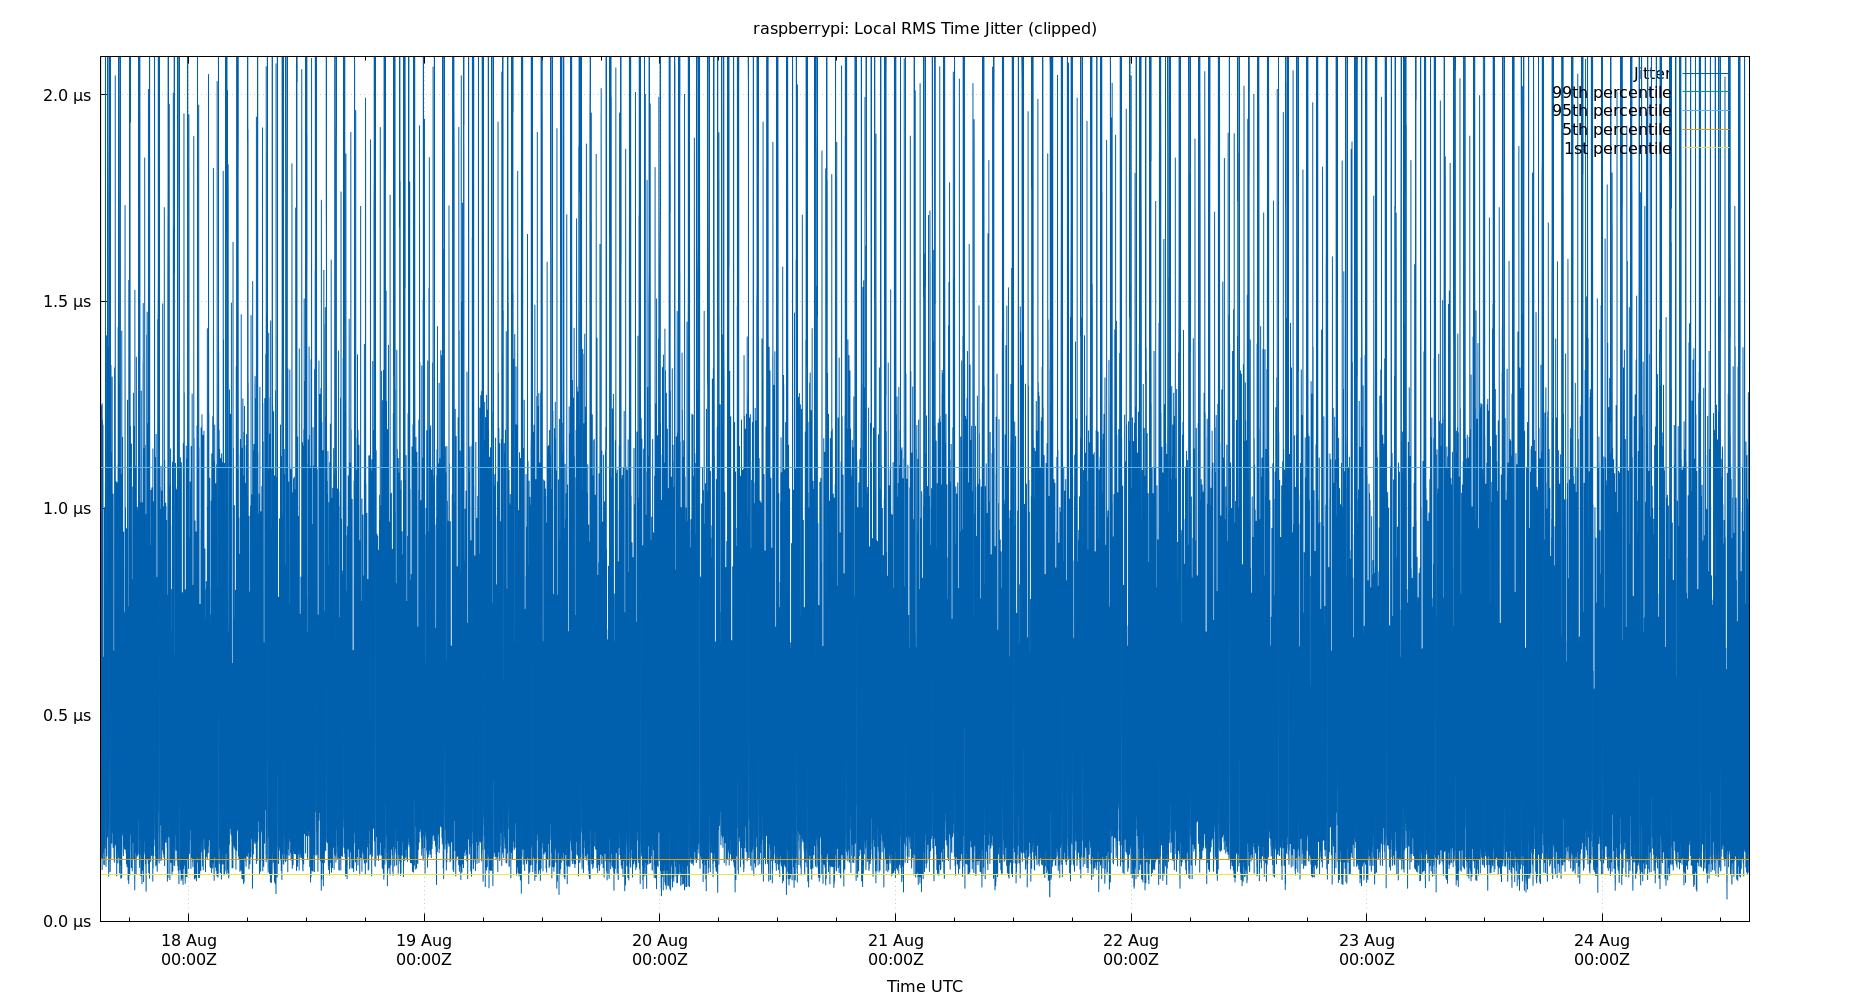 raspberrypi: Local RMS Time Jitter (clipped)
Jitter
99th percentile
95th percentile
5th percentile
1st percentile
2.0 μs
1.5 μs
1.0 μs
0.5 μs
0.0 μs
18 Aug 19 Aug 20 Aug 21 Aug 22 Aug 23 Aug 24 Aug
00:00Z 00:00Z 00:00Z 00:00Z 00:00Z 00:00Z 00:00Z
Time UTC